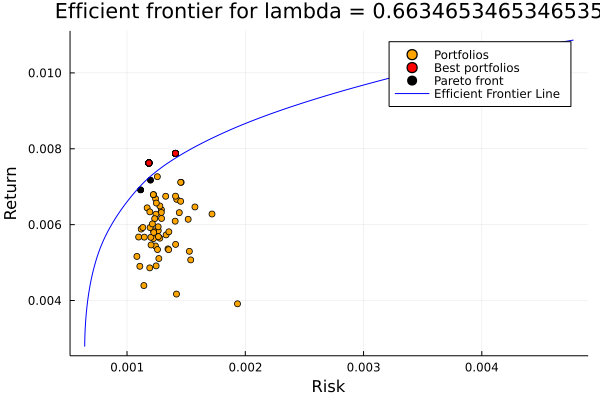 Efficient frontier for lambda = 0.6634653465346535
Portfolios
Best portfolios
Pareto front
Efficient Frontier Line
0.010
0.008
0.006
0.004
Return
0.001
0.002
0.003
0.004
Risk